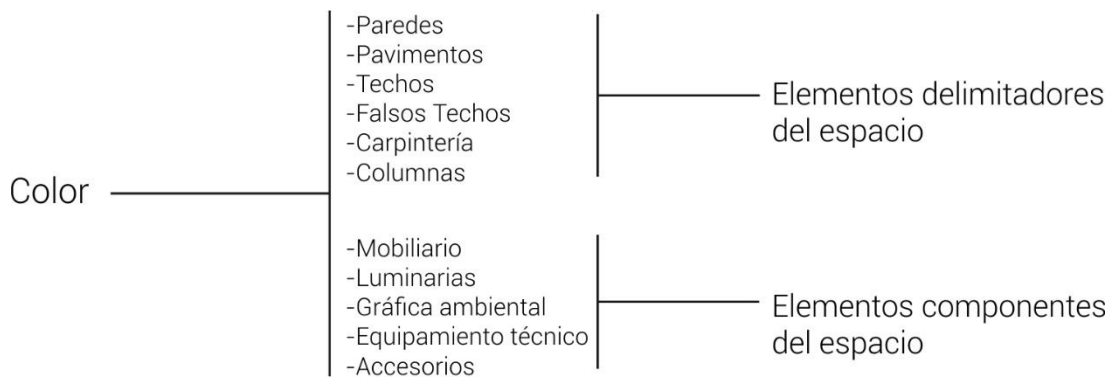 Color
-Paredes
-Pavimentos
-Techos
-Falsos Techos
-Carpintería
-Columnas
Elementos delimitadores
del espacio
-Mobiliario
-Luminarias
-Gráfica ambiental
-Equipamiento técnico
-Accesorios
Elementos componentes
del espacio